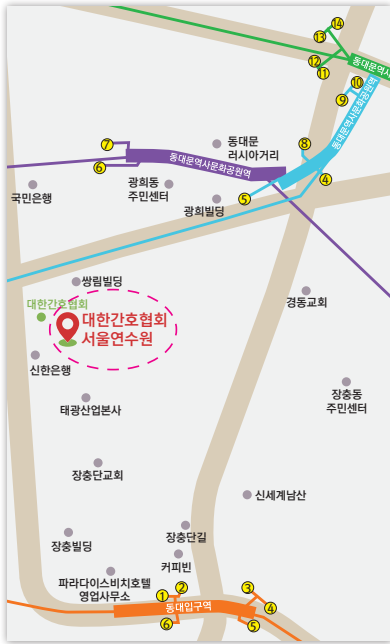 ⑭
⑬
⑫
⑪
동대문역사
⑩
⑨
동대문역사문화공원역
⑧
④
⑦
⑥
동대문역사문화공원역
동대문
러시아거리
광희동
주민센터
국민은행
⑤
광희빌딩
쌍림빌딩
대한간호협회
대한간호협회
서울연수원
경동교회
신한은행
태광산업본사
장충동
주민센터
장충단교회
신세계남산
장충빌딩
장충단길
커피빈
파라다이스비치호텔
영업사무소
① ②
③
동대입구역
④
⑥
⑤